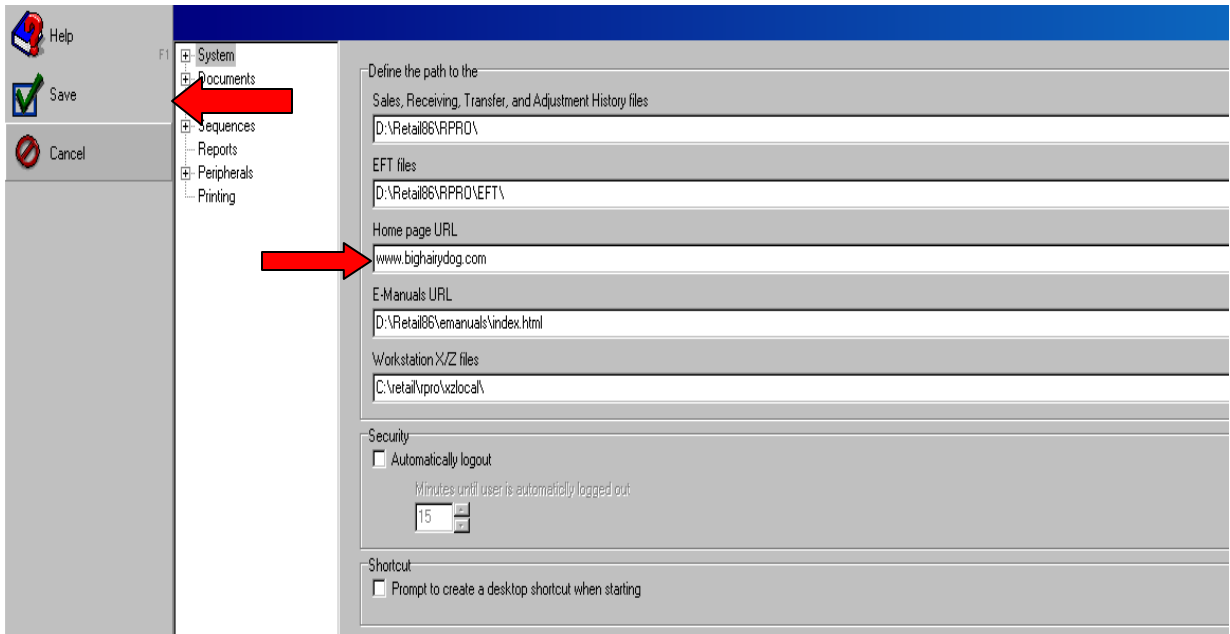 Help
F1
Save
Cancel
System
Documents
Sequences
Reports
Peripherals
Printing
Define the path to the
Sales, Receiving, Transfer, and Adjustment History files
D:\Retail86\RPRO\
EFT files
D:\Retail86\RPRO\EFT\
Home page URL
www.bighairydog.com
E-Manuals URL
D:\Retail86\emanuals\index.html
Workstation X/Z files
C:\retail\rpro\xzlocal\
Security
Automatically logout
Minutes until user is automaticlly logged out
15
Shortcut
Prompt to create a desktop shortcut when starting